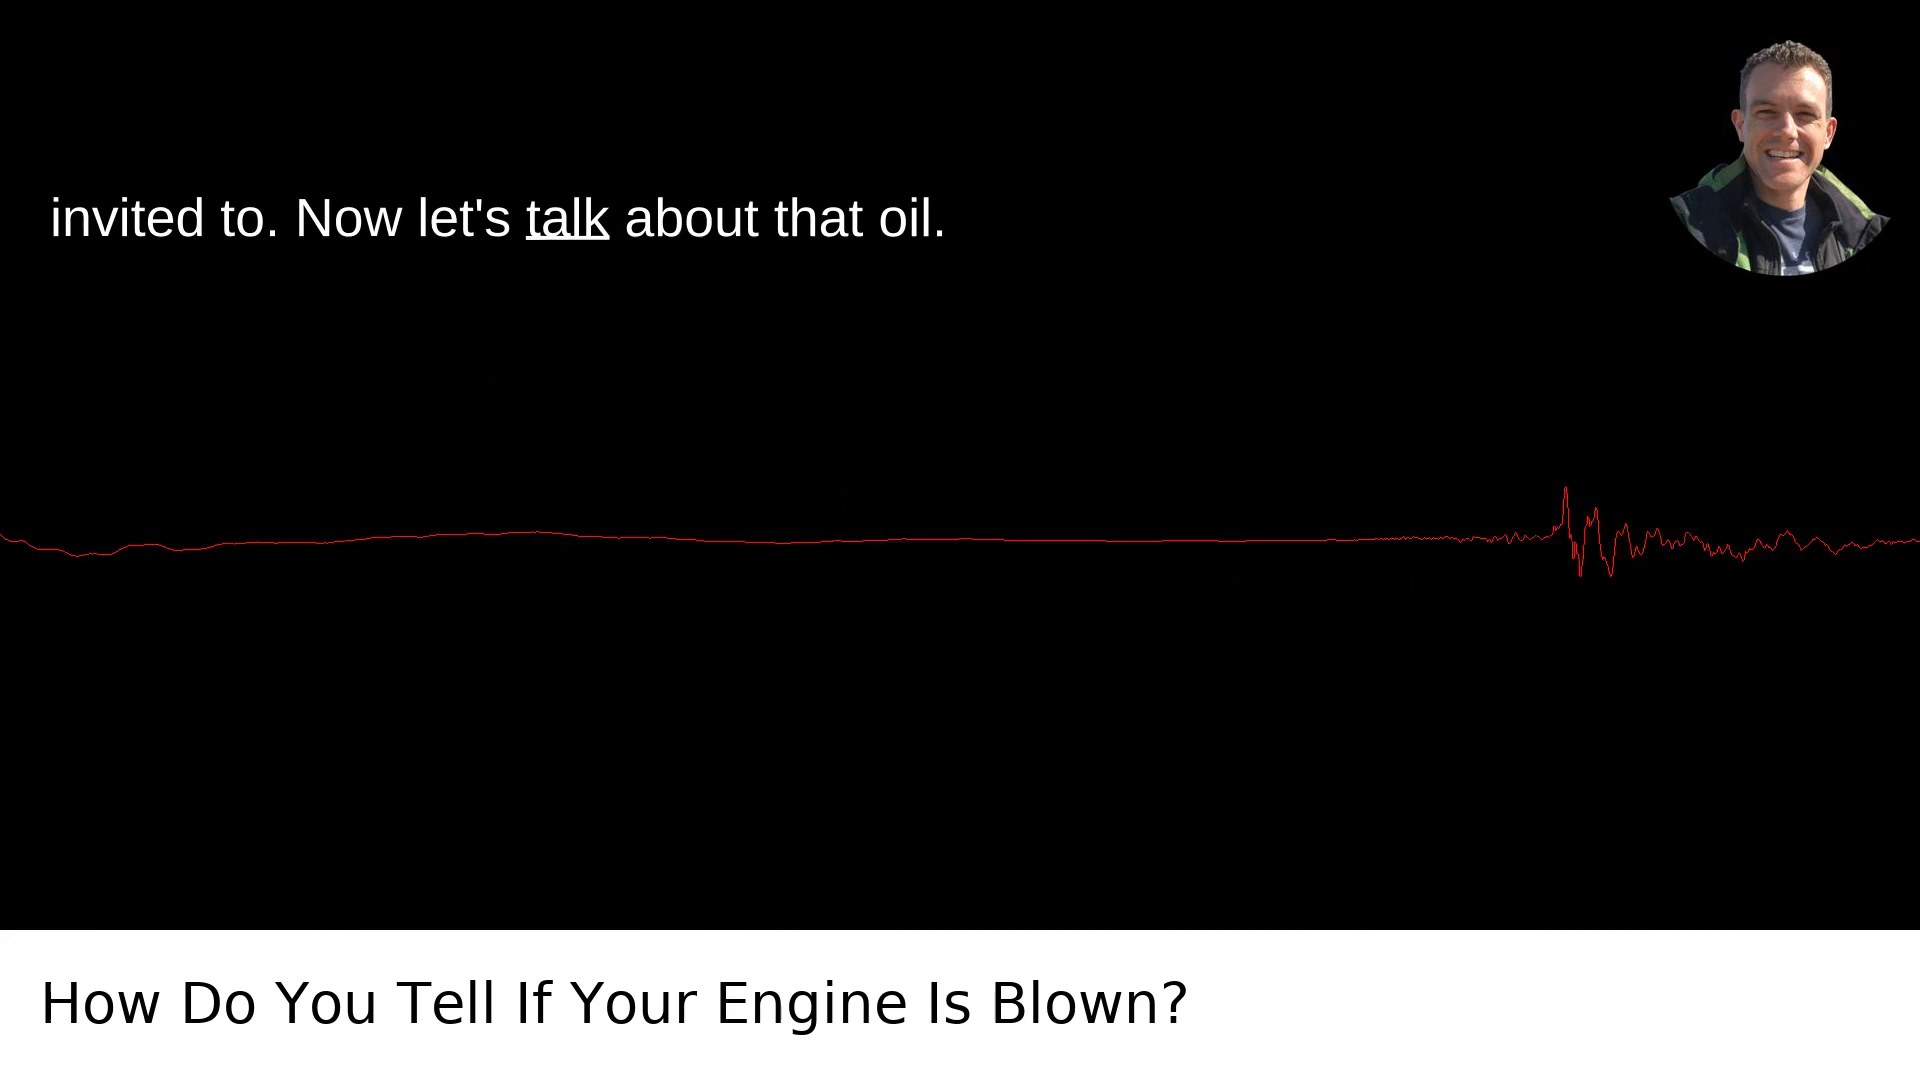 invited to. Now let's talk about that oil.
How Do You Tell If Your Engine Is Blown?